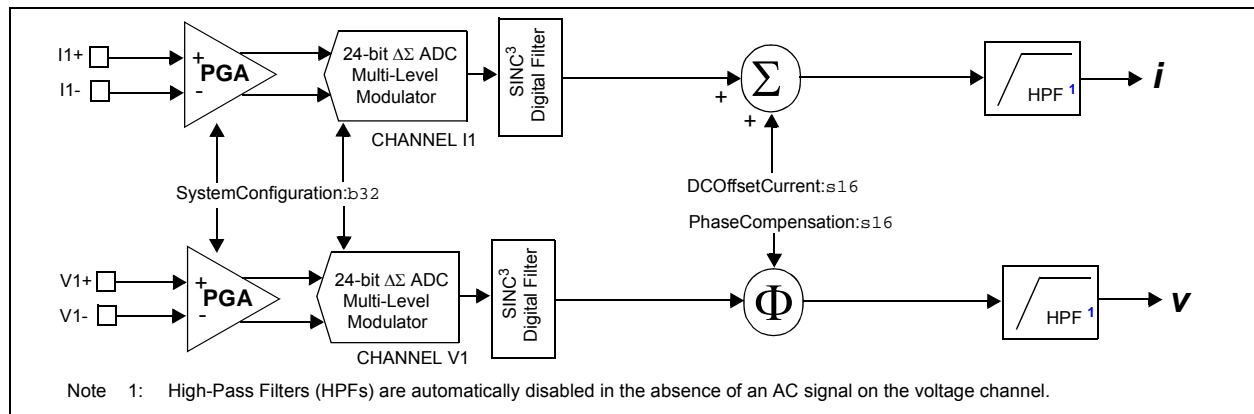 I1+
I1-
+
PGA
-
24-bit ΔΣ ADC
Multi-Level
Modulator
SINC³
Digital Filter
CHANNEL I1
+
Σ
+
HPF 1
i
SystemConfiguration:b32
DCOffsetCurrent:s16
PhaseCompensation:s16
V1+
V1-
+
PGA
-
24-bit ΔΣ ADC
Multi-Level
Modulator
SINC³
Digital Filter
CHANNEL V1
Φ
HPF 1
v
Note 1: High-Pass Filters (HPFs) are automatically disabled in the absence of an AC signal on the voltage channel.